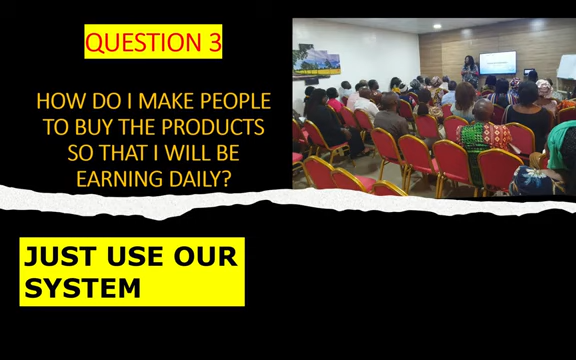 QUESTION 3
HOW DO I MAKE PEOPLE
TO BUY THE PRODUCTS
SO THAT I WILL BE
EARNING DAILY?
JUST USE OUR
SYSTEM